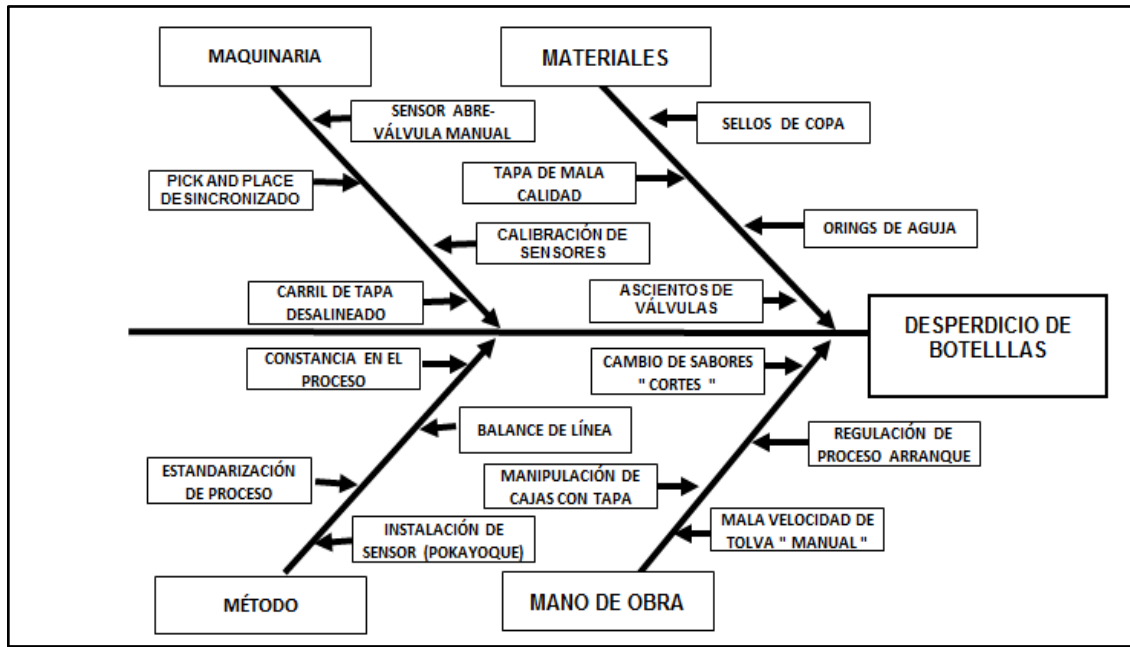 MAQUINARIA
MATERIALES
SENSOR ABRE-
VÁLVULA MANUAL
SELLOS DE COPA
PICK AND PLACE
DESINCRONIZADO
TAPA DE MALA
CALIDAD
CALIBRACIÓN DE
SENSORES
ORINGS DE AGUJA
CARRIL DE TAPA
DESALINEADO
ASCIENTOS DE
VÁLVULAS
DESPERDICIO DE
BOTELLLAS
CONSTANCIA EN EL
PROCESO
CAMBIO DE SABORES
" CORTES "
BALANCE DE LÍNEA
REGULACIÓN DE
PROCESO ARRANQUE
ESTANDARIZACIÓN
DE PROCESO
MANIPULACIÓN DE
CAJAS CON TAPA
INSTALACIÓN DE
SENSOR (POKAYOQUE)
MALA VELOCIDAD DE
TOLVA " MANUAL "
MÉTODO
MANO DE OBRA